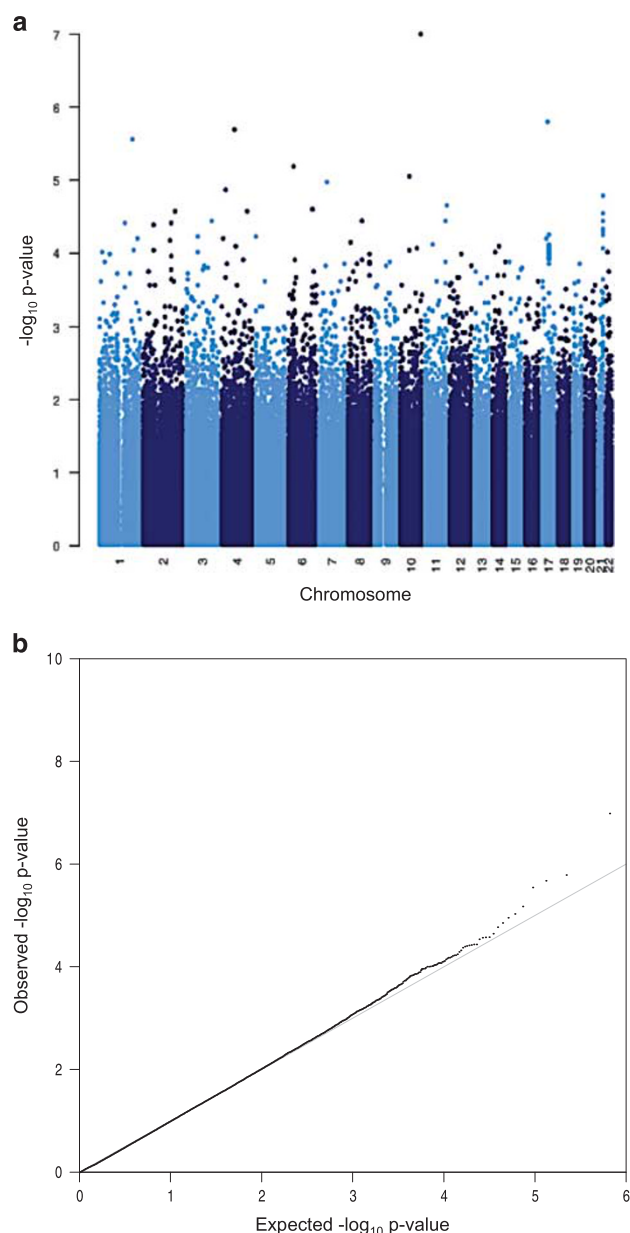 a
7
6
5
4
3
2
1
0
-log10 p-value
1 2 3 4 5 6 7 8 9 10 11 12 13 14 15 16 17 18 19 20 21 22
Chromosome
b
10
8
6
4
2
0
Observed -log10 p-value
0 1 2 3 4 5 6
Expected -log10 p-value